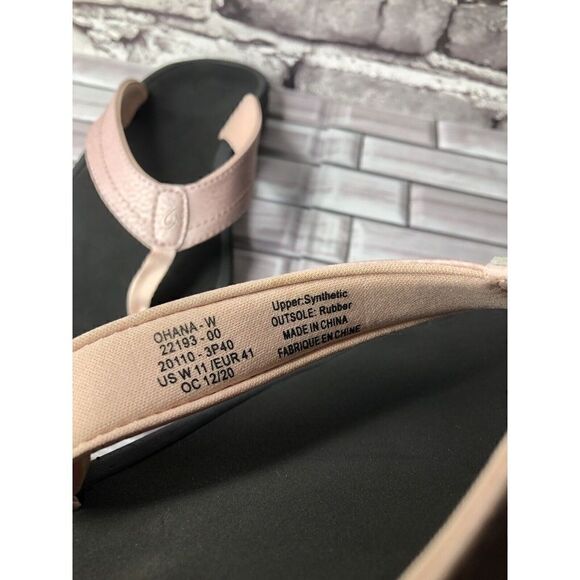 OHANA - W
22193 - 00
20110 - 3P40
US W 11 /EUR 41
OC 12/20
Upper:Synthetic
OUTSOLE: Rubber
MADE IN CHINA
FABRIQUE EN CHINE